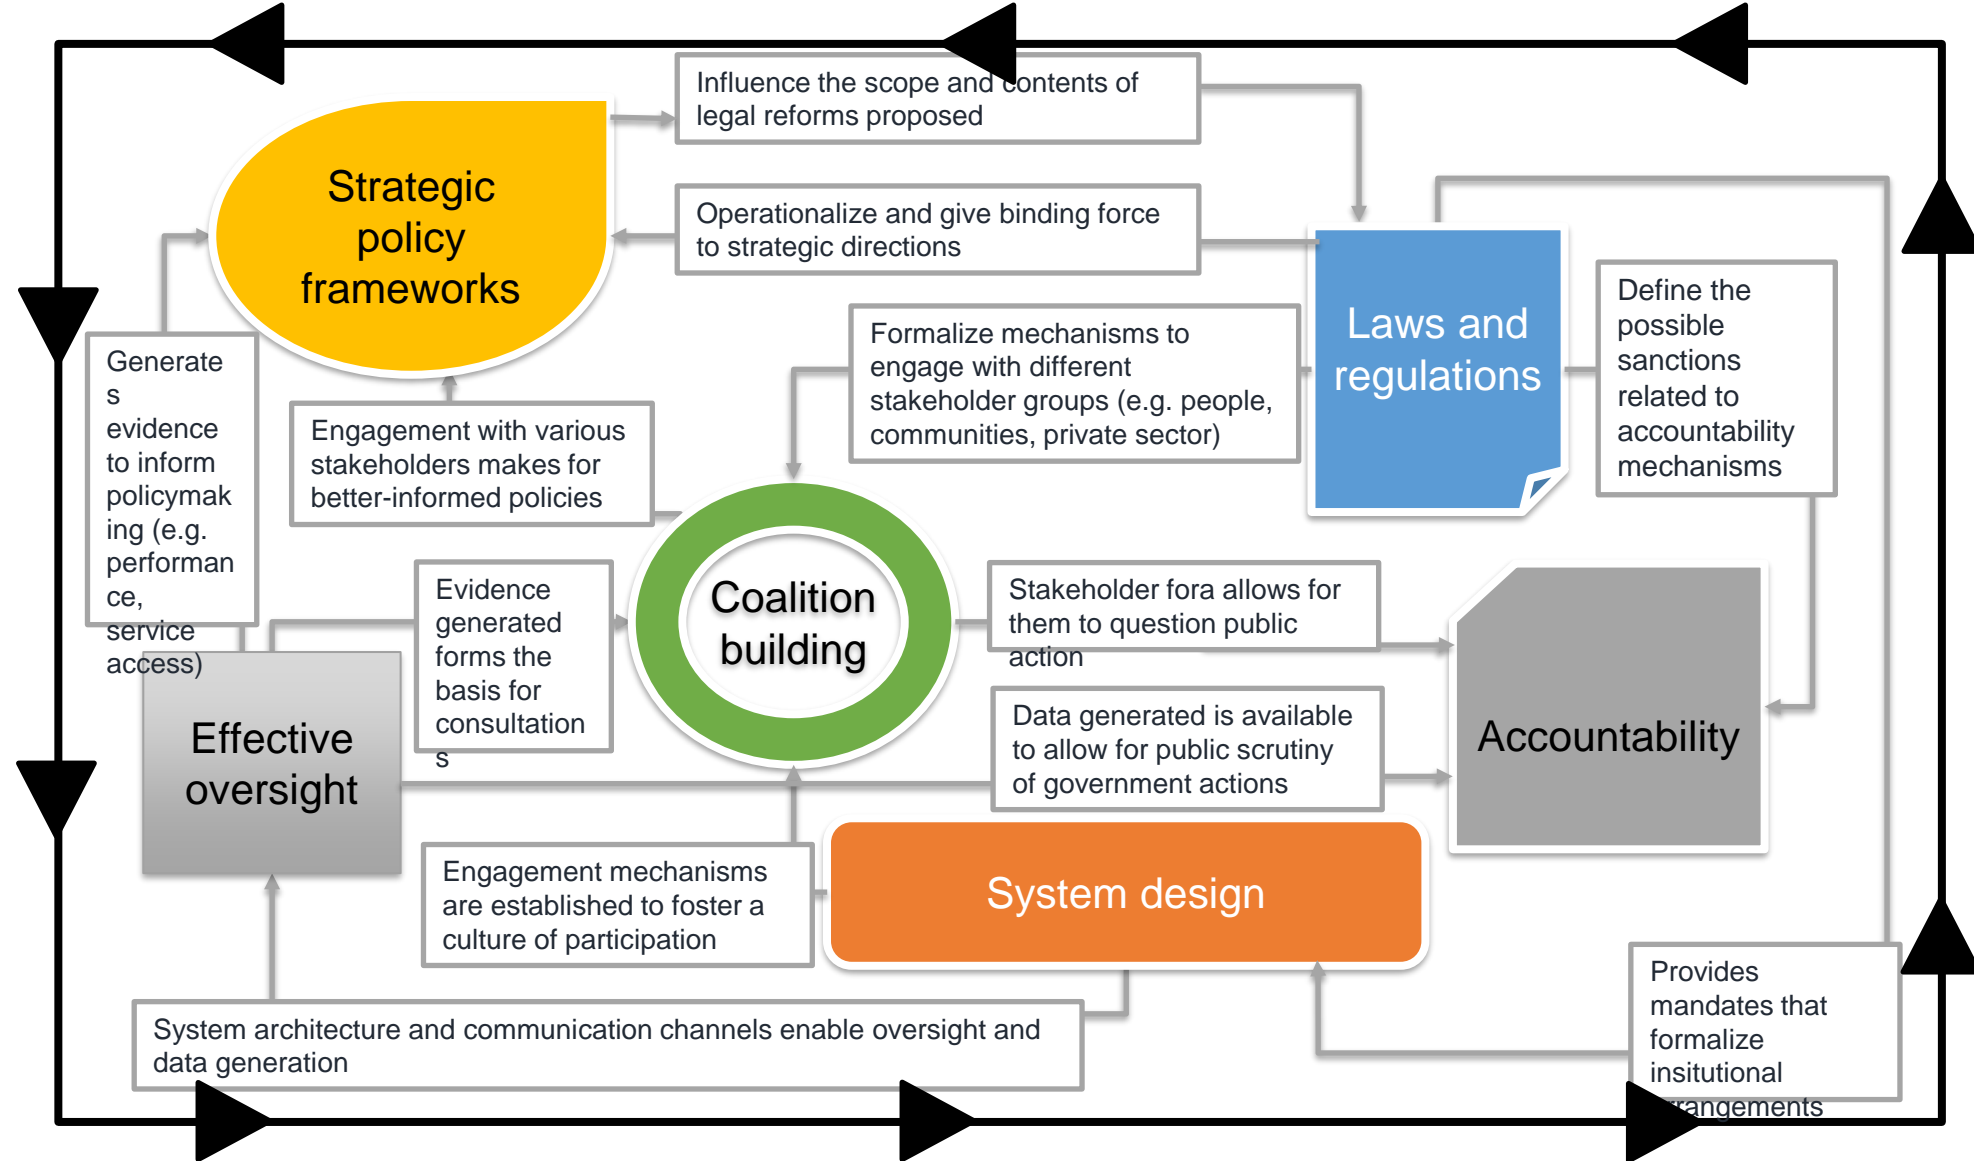 Influence the scope and contents of
legal reforms proposed
Strategic
policy
frameworks
Operationalize and give binding force
to strategic directions
Laws and
regulations
Define the
possible
sanctions
related to
accountability
mechanisms
Formalize mechanisms to
engage with different
stakeholder groups (e.g. people,
communities, private sector)
Generate
s
evidence
to inform
policymak
ing (e.g.
performan
ce,
service
access)
Engagement with various
stakeholders makes for
better-informed policies
Evidence
generated
forms the
basis for
consultation
s
Coalition
building
Stakeholder fora allows for
them to question public
action
Data generated is available
to allow for public scrutiny
of government actions
Accountability
Effective
oversight
Engagement mechanisms
are established to foster a
culture of participation
System design
System architecture and communication channels enable oversight and
data generation
Provides
mandates that
formalize
insitutional
arrangements